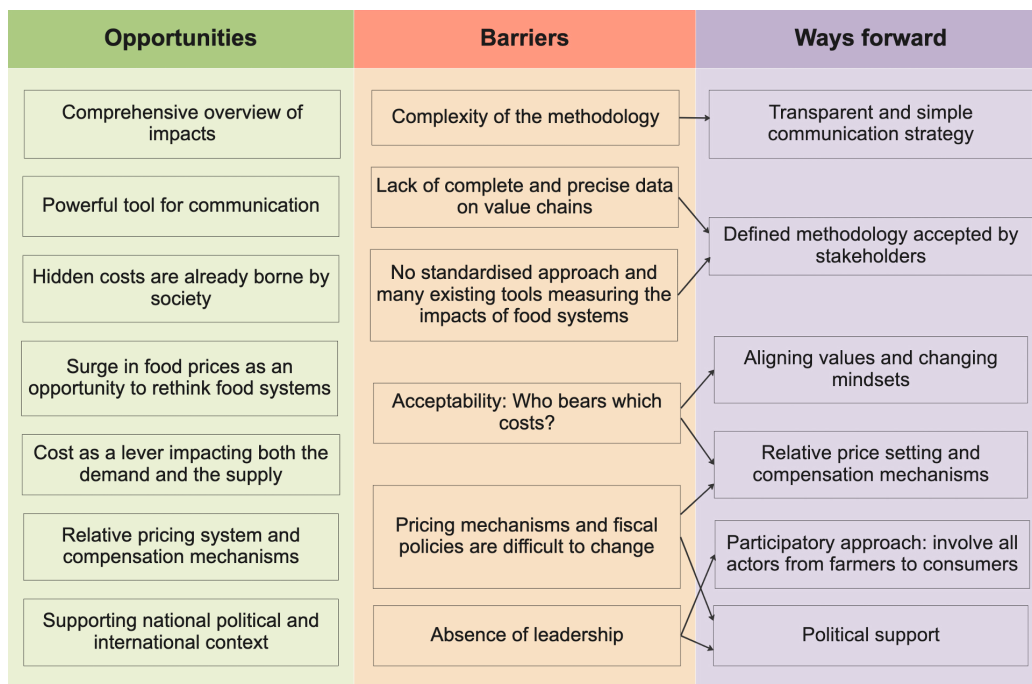 Opportunities
Barriers
Ways forward
Comprehensive overview of
impacts
Powerful tool for communication
Hidden costs are already borne by
society
Surge in food prices as an
opportunity to rethink food systems
Cost as a lever impacting both the
demand and the supply
Relative pricing system and
compensation mechanisms
Supporting national political and
international context
Complexity of the methodology
Lack of complete and precise data
on value chains
No standardised approach and
many existing tools measuring the
impacts of food systems
Acceptability: Who bears which
costs?
Pricing mechanisms and fiscal
policies are difficult to change
Absence of leadership
Transparent and simple
communication strategy
Defined methodology accepted by
stakeholders
Aligning values and changing
mindsets
Relative price setting and
compensation mechanisms
Participatory approach: involve all
actors from farmers to consumers
Political support